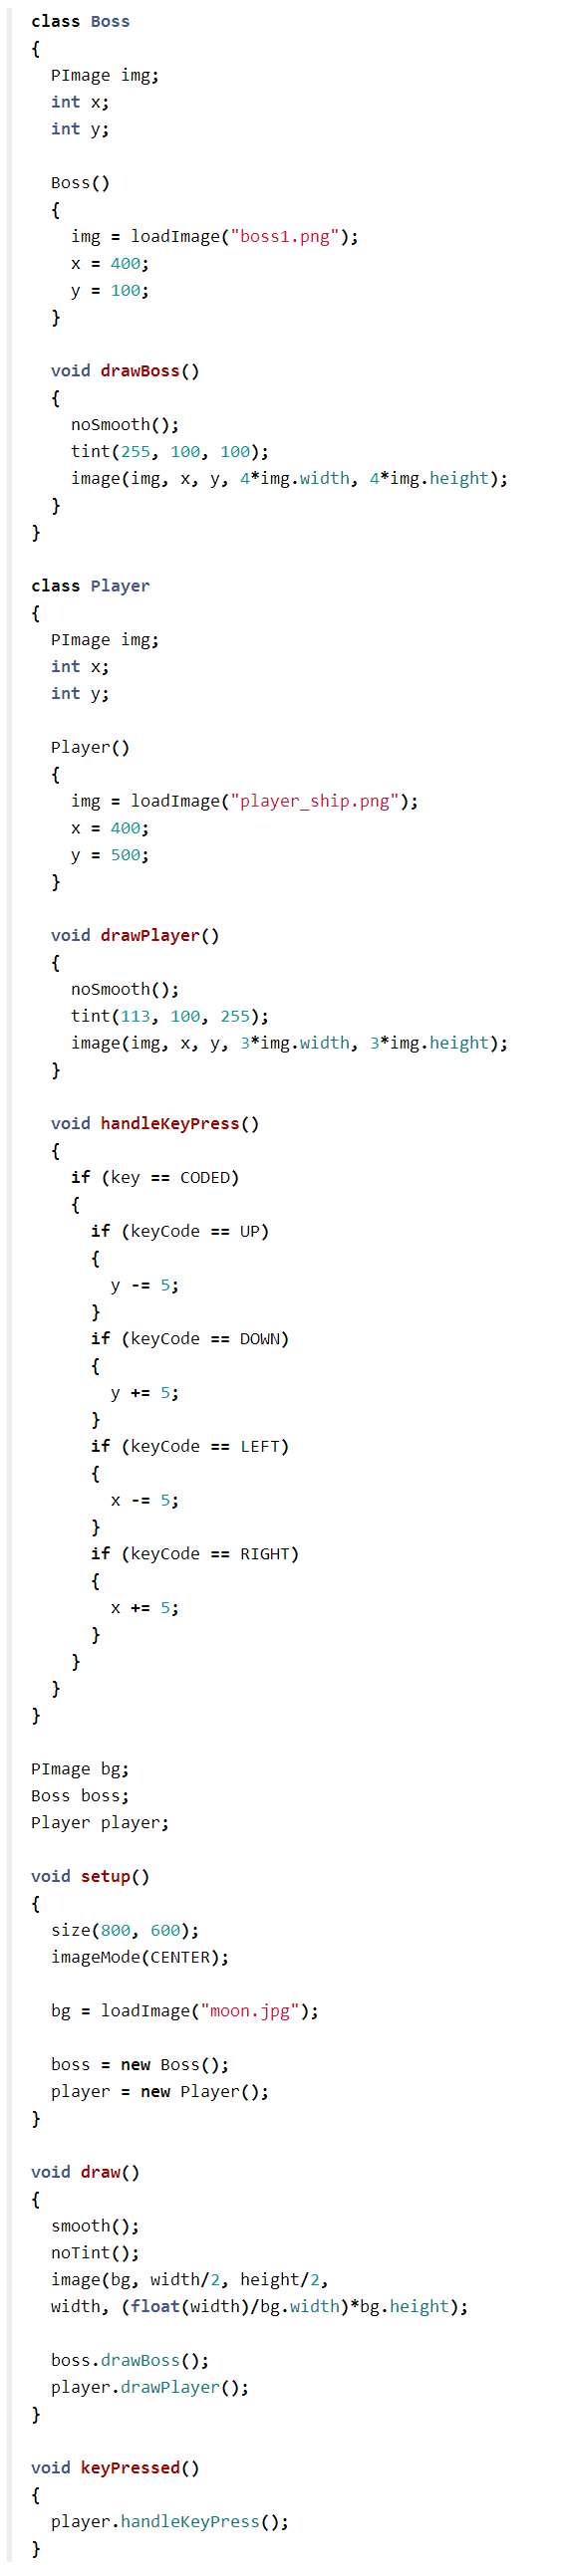 class Boss
{
  PImage img;
  int x;
  int y;

  Boss()
  {
    img = loadImage("boss1.png");
    x = 400;
    y = 100;
  }

  void drawBoss()
  {
    noSmooth();
    tint(255, 100, 100);
    image(img, x, y, 4*img.width, 4*img.height);
  }
}

class Player
{
  PImage img;
  int x;
  int y;

  Player()
  {
    img = loadImage("player_ship.png");
    x = 400;
    y = 500;
  }

  void drawPlayer()
  {
    noSmooth();
    tint(113, 100, 255);
    image(img, x, y, 3*img.width, 3*img.height);
  }

  void handleKeyPress()
  {
    if (key == CODED)
    {
      if (keyCode == UP)
      {
        y -= 5;
      }
      if (keyCode == DOWN)
      {
        y += 5;
      }
      if (keyCode == LEFT)
      {
        x -= 5;
      }
      if (keyCode == RIGHT)
      {
        x += 5;
      }
    }
  }
}

PImage bg;
Boss boss;
Player player;

void setup()
{
  size(800, 600);
  imageMode(CENTER);

  bg = loadImage("moon.jpg");

  boss = new Boss();
  player = new Player();
}

void draw()
{
  smooth();
  noTint();
  image(bg, width/2, height/2,
  width, (float(width)/bg.width)*bg.height);

  boss.drawBoss();
  player.drawPlayer();
}

void keyPressed()
{
  player.handleKeyPress();
}